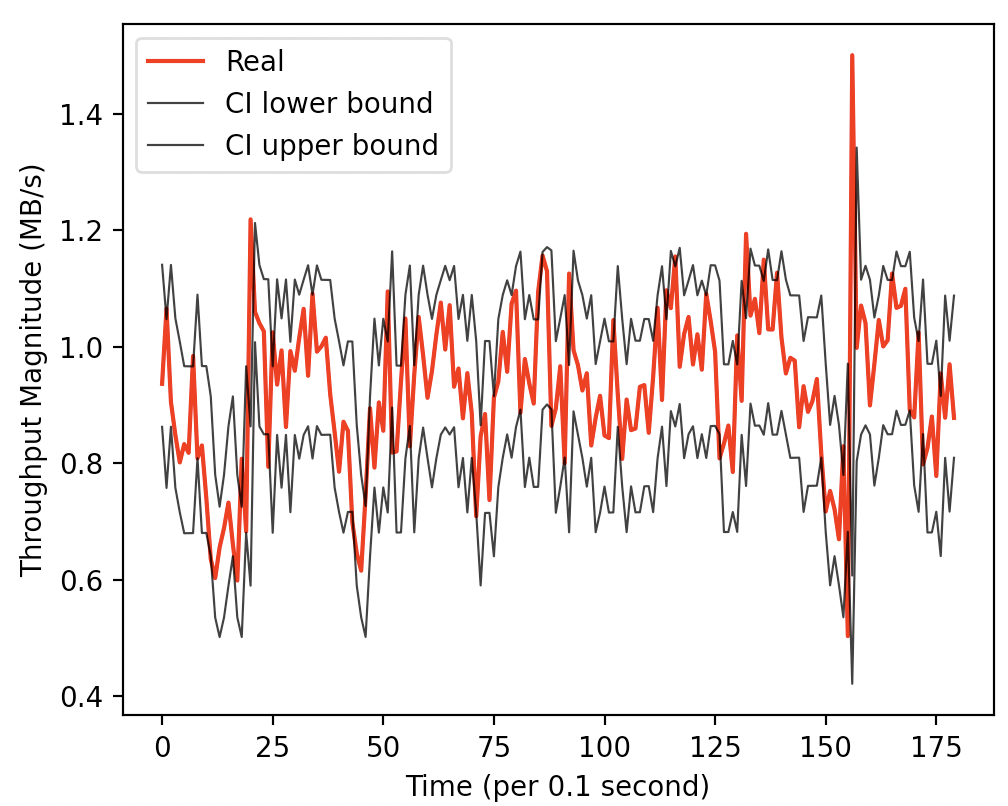 Real
CI lower bound
CI upper bound
Throughput Magnitude (MB/s)
1.4
1.2
1.0
0.8
0.6
0.4
0 25 50 75 100 125 150 175
Time (per 0.1 second)